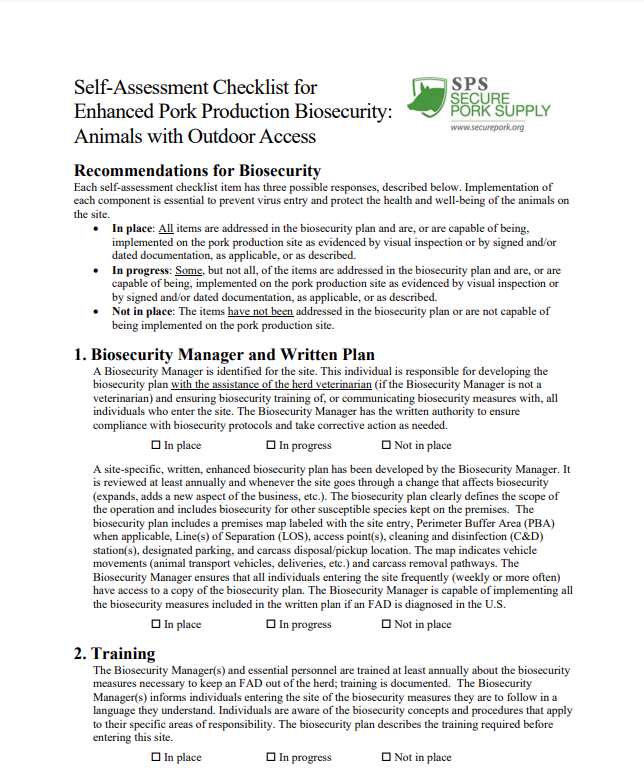 Self-Assessment Checklist for
Enhanced Pork Production Biosecurity:
Animals with Outdoor Access
SPS
SECURE
PORK SUPPLY
www.securepork.org
Recommendations for Biosecurity
Each self-assessment checklist item has three possible responses, described below. Implementation of
each component is essential to prevent virus entry and protect the health and well-being of the animals on
the site.
• In place: All items are addressed in the biosecurity plan and are, or are capable of being,
implemented on the pork production site as evidenced by visual inspection or by signed and/or
dated documentation, as applicable, or as described.
• In progress: Some, but not all, of the items are addressed in the biosecurity plan and are, or are
capable of being, implemented on the pork production site as evidenced by visual inspection or
by signed and/or dated documentation, as applicable, or as described.
• Not in place: The items have not been addressed in the biosecurity plan or are not capable of
being implemented on the pork production site.
1. Biosecurity Manager and Written Plan
A Biosecurity Manager is identified for the site. This individual is responsible for developing the
biosecurity plan with the assistance of the herd veterinarian (if the Biosecurity Manager is not a
veterinarian) and ensuring biosecurity training of, or communicating biosecurity measures with, all
individuals who enter the site. The Biosecurity Manager has the written authority to ensure
compliance with biosecurity protocols and take corrective action as needed.
☐ In place ☐ In progress ☐ Not in place
A site-specific, written, enhanced biosecurity plan has been developed by the Biosecurity Manager. It
is reviewed at least annually and whenever the site goes through a change that affects biosecurity
(expands, adds a new aspect of the business, etc.). The biosecurity plan clearly defines the scope of
the operation and includes biosecurity for other susceptible species kept on the premises. The
biosecurity plan includes a premises map labeled with the site entry, Perimeter Buffer Area (PBA)
when applicable, Line(s) of Separation (LOS), access point(s), cleaning and disinfection (C&D)
station(s), designated parking, and carcass disposal/pickup location. The map indicates vehicle
movements (animal transport vehicles, deliveries, etc.) and carcass removal pathways. The
Biosecurity Manager ensures that all individuals entering the site frequently (weekly or more often)
have access to a copy of the biosecurity plan. The Biosecurity Manager is capable of implementing all
the biosecurity measures included in the written plan if an FAD is diagnosed in the U.S.
☐ In place ☐ In progress ☐ Not in place
2. Training
The Biosecurity Manager(s) and essential personnel are trained at least annually about the biosecurity
measures necessary to keep an FAD out of the herd; training is documented. The Biosecurity
Manager(s) informs individuals entering the site of the biosecurity measures they are to follow in a
language they understand. Individuals are aware of the biosecurity concepts and procedures that apply
to their specific areas of responsibility. The biosecurity plan describes the training required before
entering this site.
☐ In place ☐ In progress ☐ Not in place